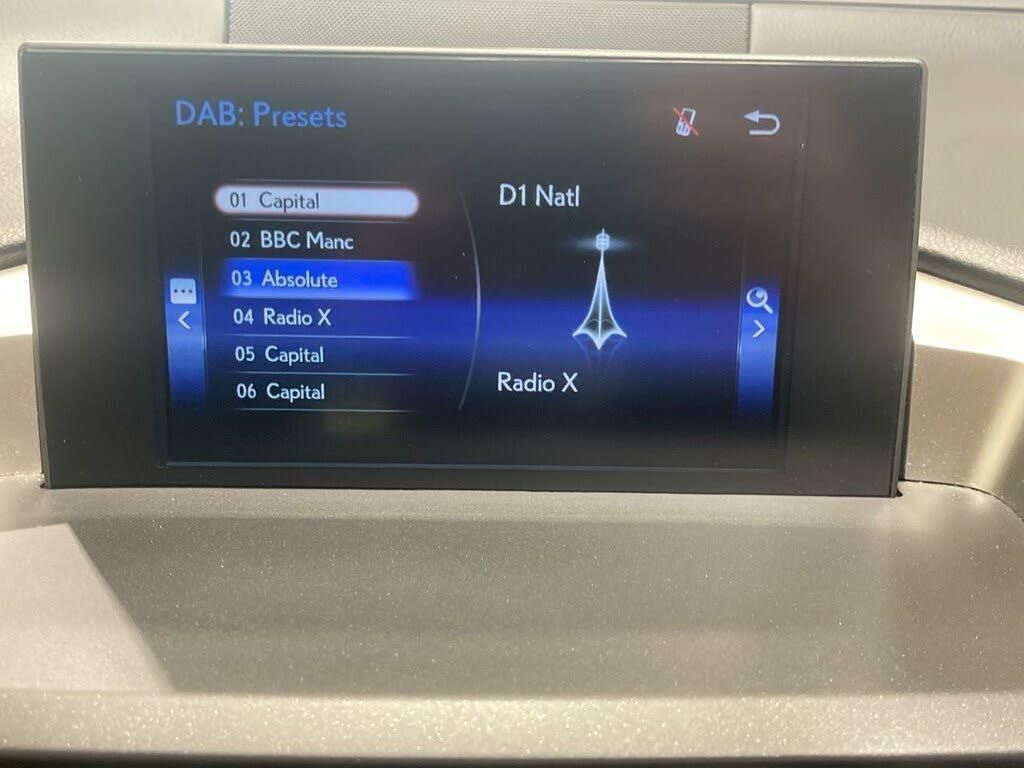 DAB: Presets
01 Capital
02 BBC Manc
03 Absolute
04 Radio X
05 Capital
06 Capital
D1 Natl
Radio X